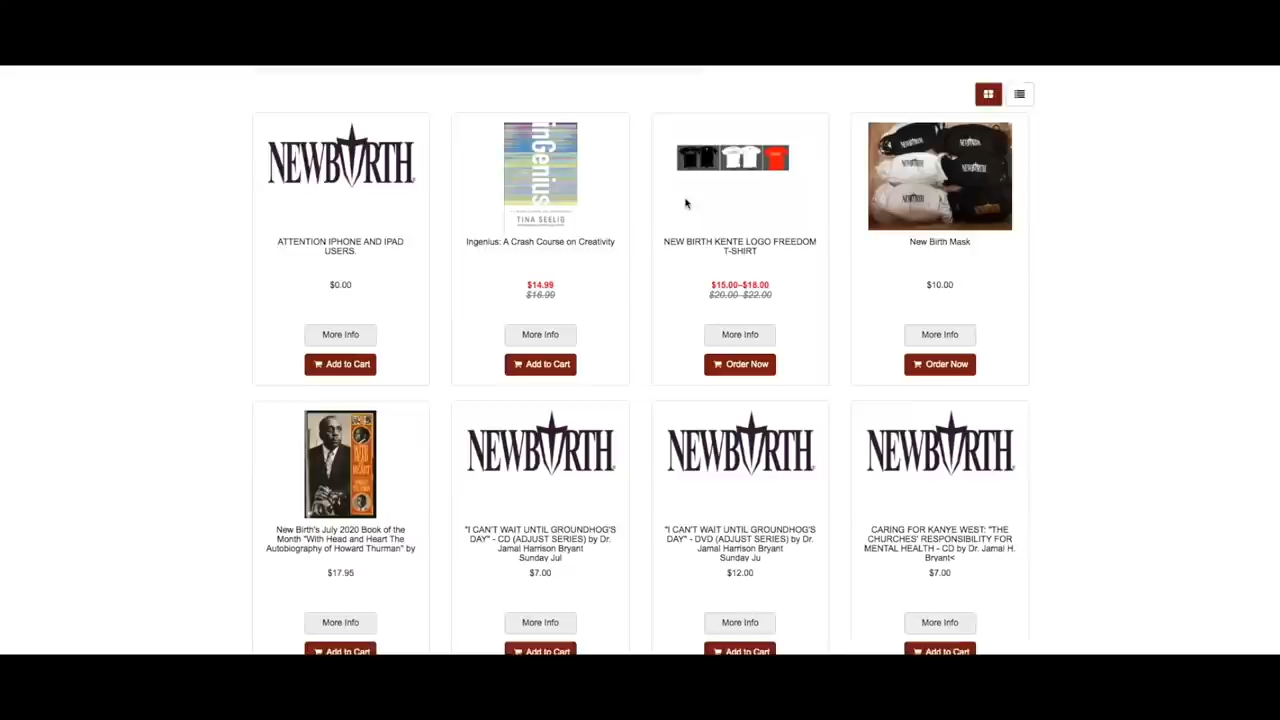 NEWBIRTH
ATTENTION IPHONE AND IPAD
USERS.
$0.00
More Info
Add to Cart
inGenius
TINA SEELIG
Ingenius: A Crash Course on Creativity
$14.99
$16.99
More Info
Add to Cart
NEW BIRTH KENTE LOGO FREEDOM
T-SHIRT
$15.00–$18.00
$20.00–$22.00
More Info
Order Now
New Birth Mask
$10.00
More Info
Order Now
New Birth's July 2020 Book of the
Month "With Head and Heart The
Autobiography of Howard Thurman" by
$17.95
More Info
Add to Cart
NEWBIRTH
"I CAN'T WAIT UNTIL GROUNDHOG'S
DAY" - CD (ADJUST SERIES) by Dr.
Jamal Harrison Bryant
Sunday Jul
$7.00
More Info
Add to Cart
NEWBIRTH
"I CAN'T WAIT UNTIL GROUNDHOG'S
DAY" - DVD (ADJUST SERIES) by Dr.
Jamal Harrison Bryant
Sunday Ju
$12.00
More Info
Add to Cart
NEWBIRTH
CARING FOR KANYE WEST: "THE
CHURCHES' RESPONSIBILITY FOR
MENTAL HEALTH - CD by Dr. Jamal H.
Bryant<
$7.00
More Info
Add to Cart